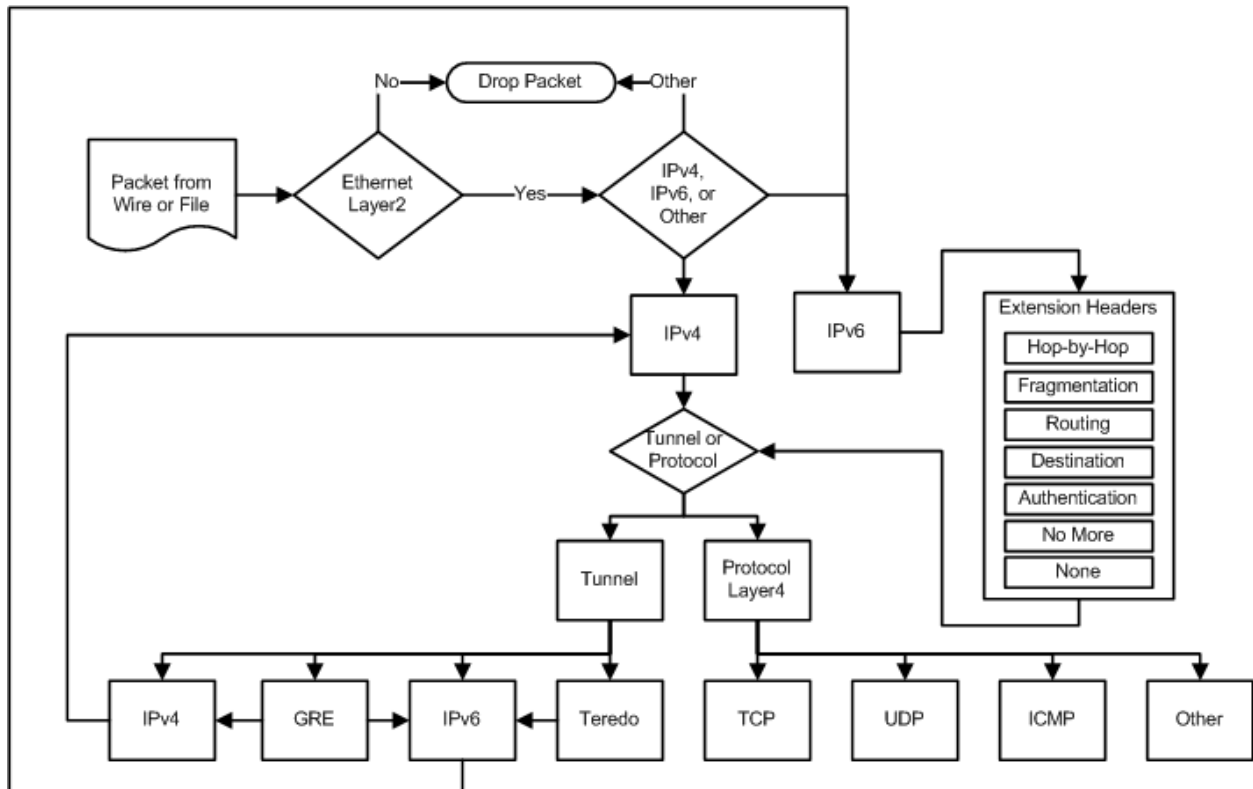 No
Drop Packet
Other
Packet from
Wire or File
Ethernet
Layer2
Yes
IPv4,
IPv6, or
Other
IPv4
IPv6
Extension Headers
Hop-by-Hop
Fragmentation
Routing
Destination
Authentication
No More
None
Tunnel or
Protocol
Tunnel
Protocol
Layer4
IPv4
GRE
IPv6
Teredo
TCP
UDP
ICMP
Other